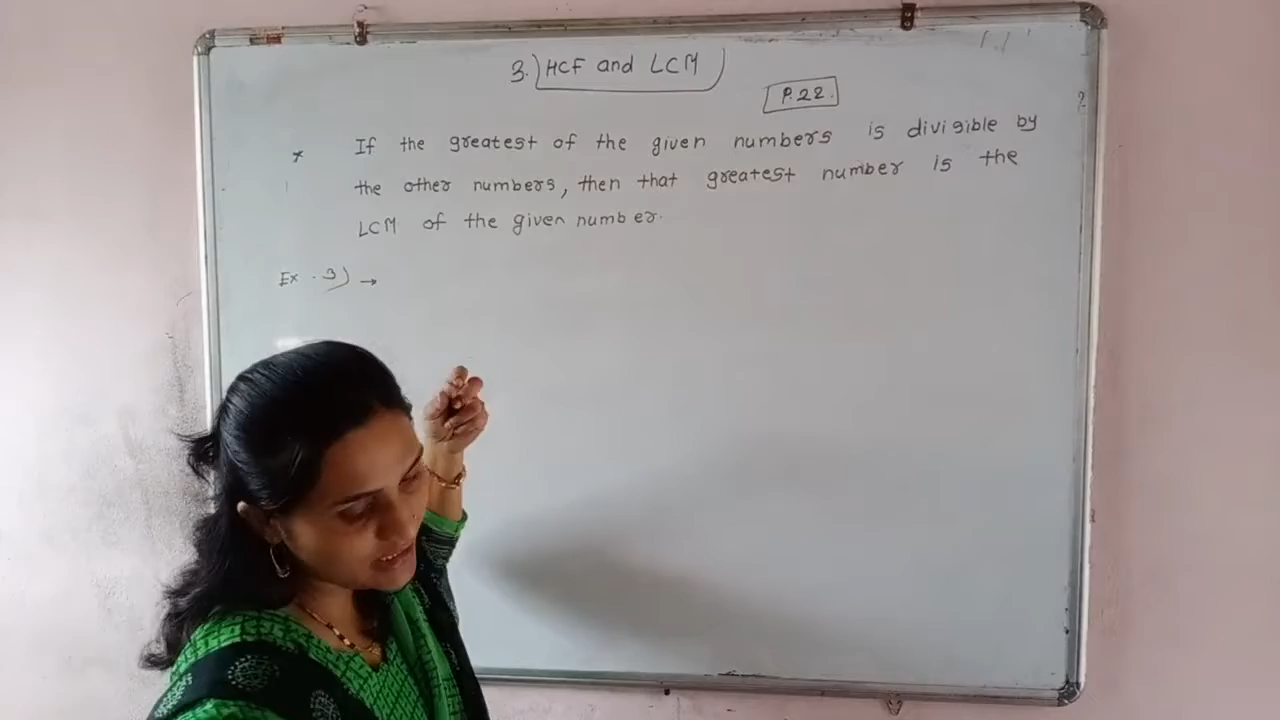 3.) HCF and LCM
P.22.
* If the greatest of the given numbers is divisible by
the other numbers, then that greatest number is the
LCM of the given number.
Ex. 3) →